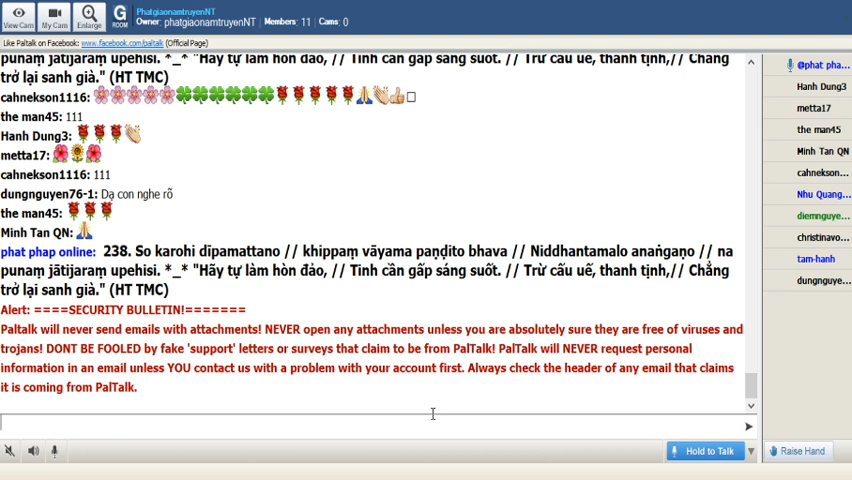 PhatgiaonamtruyenNT
Owner: phatgiaonamtruyenNT Members: 11 Cams: 0
View Cam My Cam Enlarge G ROOM
Like Paltalk on Facebook: www.facebook.com/paltalk (Official Page)
punaṃ jātijaraṃ upehisi. *_* "Hãy tự làm hòn đảo, // Tinh cần gấp sáng suốt. // Trừ cấu uế, thanh tịnh,// Chẳng
trở lại sanh già." (HT TMC)
cahnekson1116:
the man45: 111
Hanh Dung3:
metta17:
cahnekson1116: 111
dungnguyen76-1: Dạ con nghe rõ
the man45:
Minh Tan QN:
phat phap online: 238. So karohi dīpamattano // khippaṃ vāyama paṇḍito bhava // Niddhantamalo anaṅgaṇo // na
punaṃ jātijaraṃ upehisi. *_* "Hãy tự làm hòn đảo, // Tinh cần gấp sáng suốt. // Trừ cấu uế, thanh tịnh,// Chẳng
trở lại sanh già." (HT TMC)
Alert: ====SECURITY BULLETIN!=======
Paltalk will never send emails with attachments! NEVER open any attachments unless you are absolutely sure they are free of viruses and
trojans! DONT BE FOOLED by fake 'support' letters or surveys that claim to be from PalTalk! PalTalk will NEVER request personal
information in an email unless YOU contact us with a problem with your account first. Always check the header of any email that claims
it is coming from PalTalk.
Hold to Talk
Raise Hand
@phat pha...
Hanh Dung3
metta17
the man45
Minh Tan QN
cahnekson...
Nhu Quang...
diemnguye...
christinavo...
tam-hanh
dungnguye...